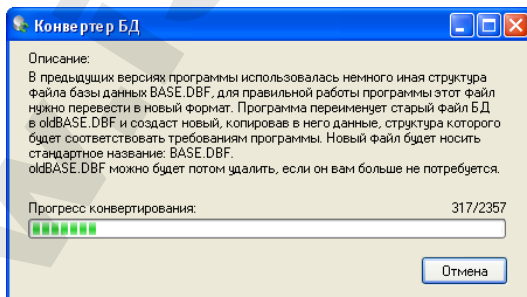 Конвертер БД
Описание:
В предыдущих версиях программы использовалась немного иная структура
файла базы данных BASE.DBF, для правильной работы программы этот файл
нужно перевести в новый формат. Программа переименует старый файл БД
в oldBASE.DBF и создаст новый, копировав в него данные, структура которого
будет соответствовать требованиям программы. Новый файл будет носить
стандартное название: BASE.DBF.
oldBASE.DBF можно будет потом удалить, если он вам больше не потребуется.
Прогресс конвертирования: 317/2357
Отмена